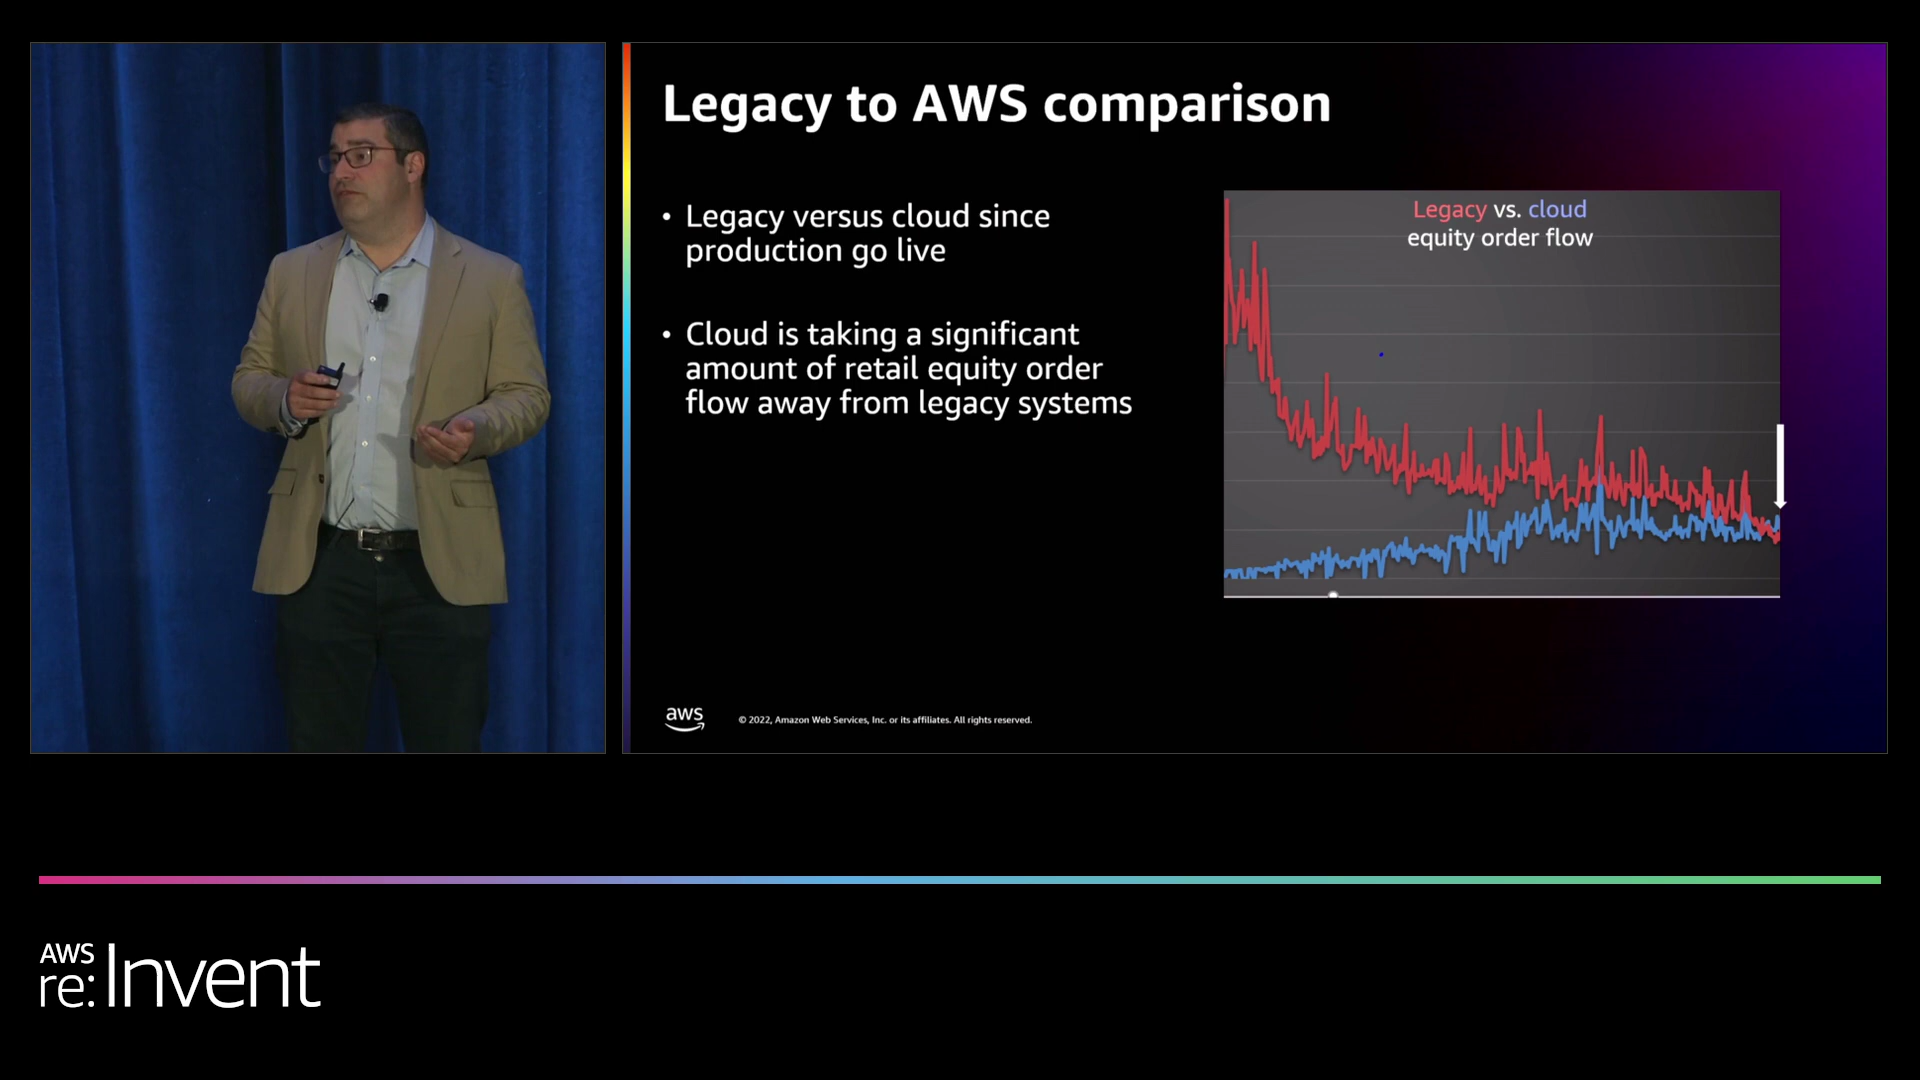 Legacy to AWS comparison
• Legacy versus cloud since
production go live
• Cloud is taking a significant
amount of retail equity order
flow away from legacy systems
Legacy vs. cloud
equity order flow
aws
© 2022, Amazon Web Services, Inc. or its affiliates. All rights reserved.
AWS
re:Invent